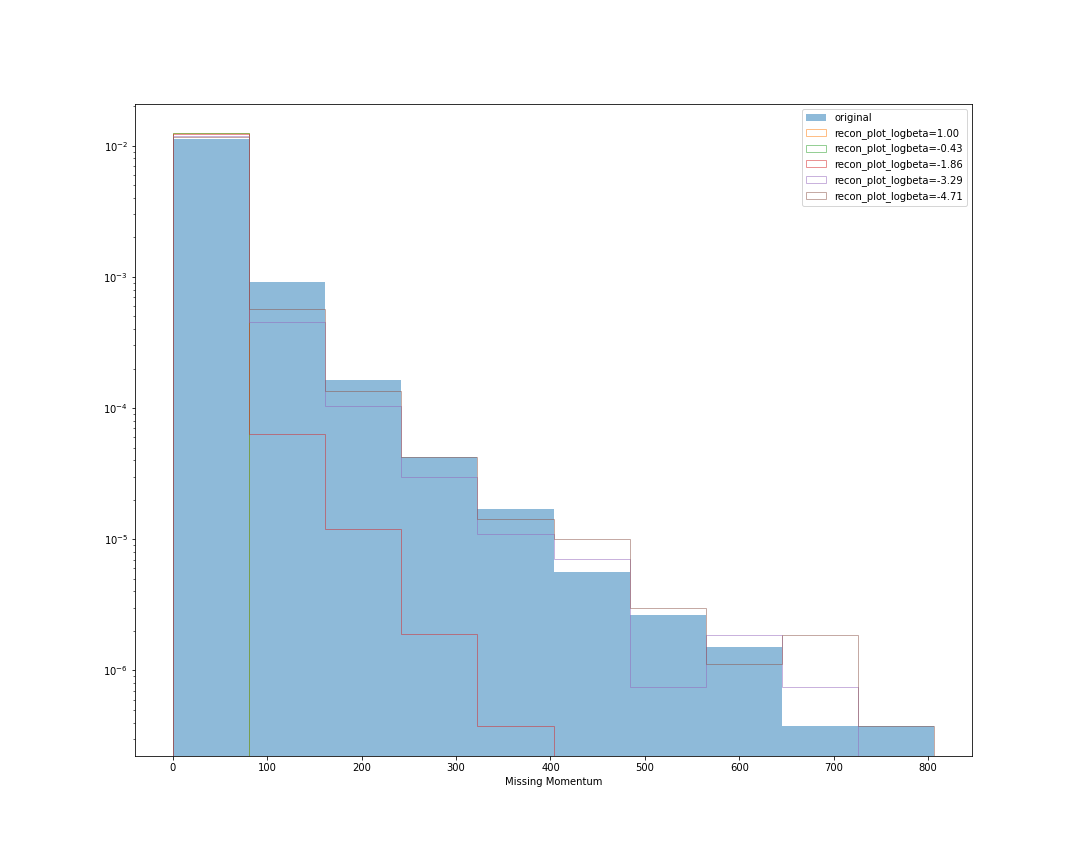 original
recon_plot_logbeta=1.00
recon_plot_logbeta=-0.43
recon_plot_logbeta=-1.86
recon_plot_logbeta=-3.29
recon_plot_logbeta=-4.71
10⁻²
10⁻³
10⁻⁴
10⁻⁵
10⁻⁶
0 100 200 300 400 500 600 700 800
Missing Momentum